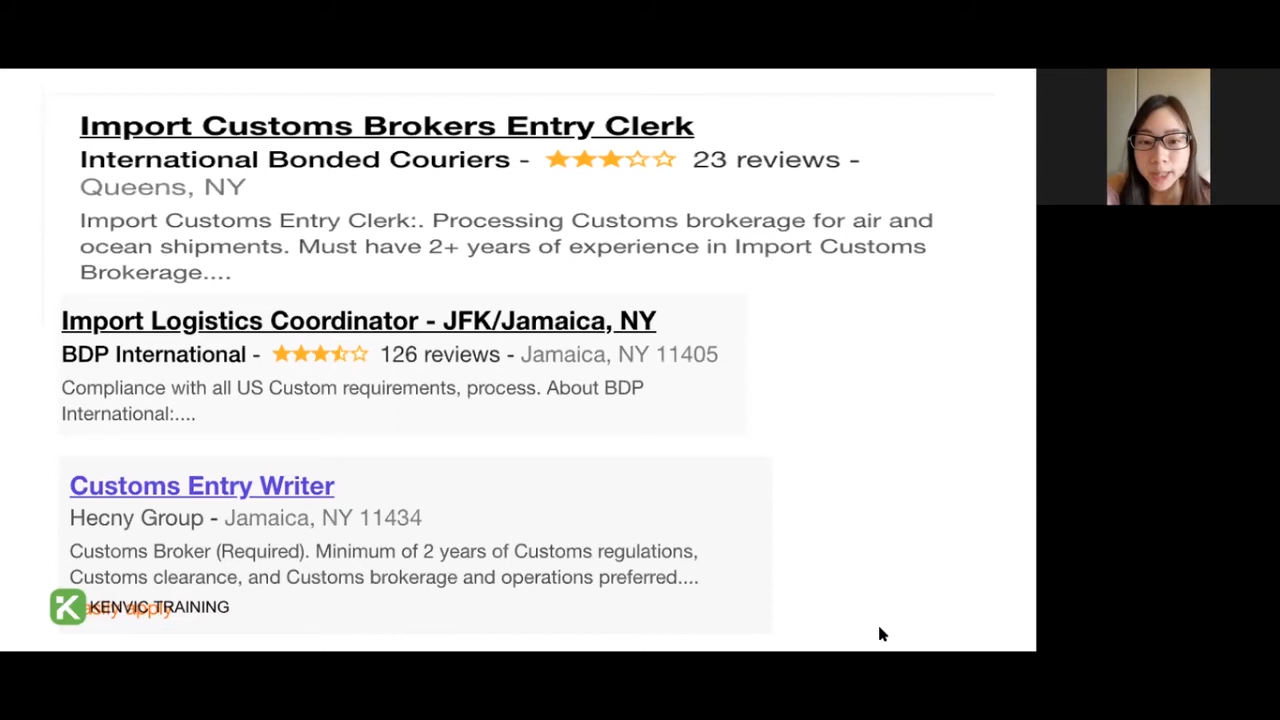 Import Customs Brokers Entry Clerk
International Bonded Couriers - 23 reviews -
Queens, NY
Import Customs Entry Clerk:. Processing Customs brokerage for air and
ocean shipments. Must have 2+ years of experience in Import Customs
Brokerage....
Import Logistics Coordinator - JFK/Jamaica, NY
BDP International - 126 reviews - Jamaica, NY 11405
Compliance with all US Custom requirements, process. About BDP
International:....
Customs Entry Writer
Hecny Group - Jamaica, NY 11434
Customs Broker (Required). Minimum of 2 years of Customs regulations,
Customs clearance, and Customs brokerage and operations preferred....
KENVIC TRAINING